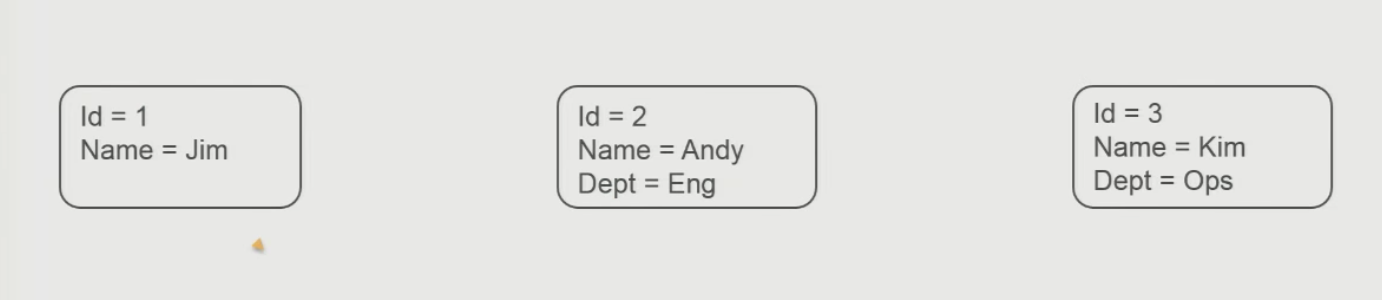 Id = 1
Name = Jim
Id = 2
Name = Andy
Dept = Eng
Id = 3
Name = Kim
Dept = Ops